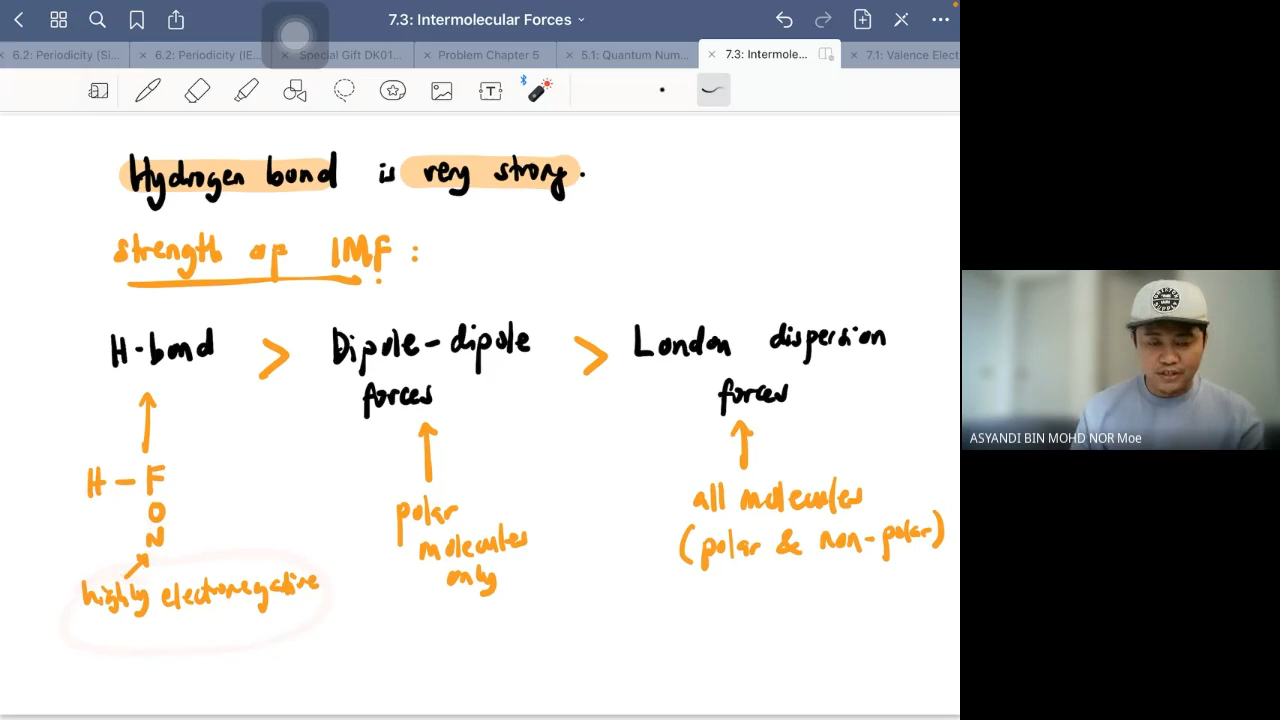 7.3: Intermolecular Forces
6.2: Periodicity (Si...
6.2: Periodicity (IE...
Special Gift DK01...
Problem Chapter 5
5.1: Quantum Num...
7.3: Intermole...
7.1: Valence Elect
Hydrogen bond is very strong.
strength of IMF:
H-bond > Dipole-dipole forces > London dispersion forces
H-F
O
N
highly electronegative
polar
molecules
only
all molecules
(polar & non-polar)
ASYANDI BIN MOHD NOR Moe